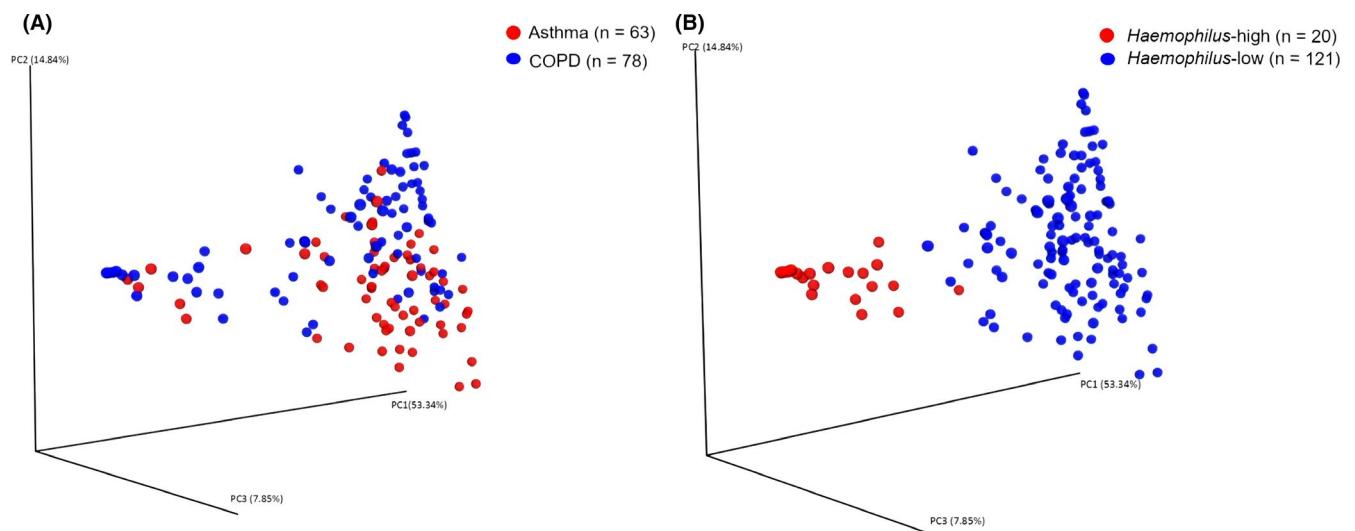 (A)
Asthma (n = 63)
COPD (n = 78)
PC2 (14.84%)
PC1(53.34%)
PC3 (7.85%)
(B)
Haemophilus-high (n = 20)
Haemophilus-low (n = 121)
PC2 (14.84%)
PC1 (53.34%)
PC3 (7.85%)